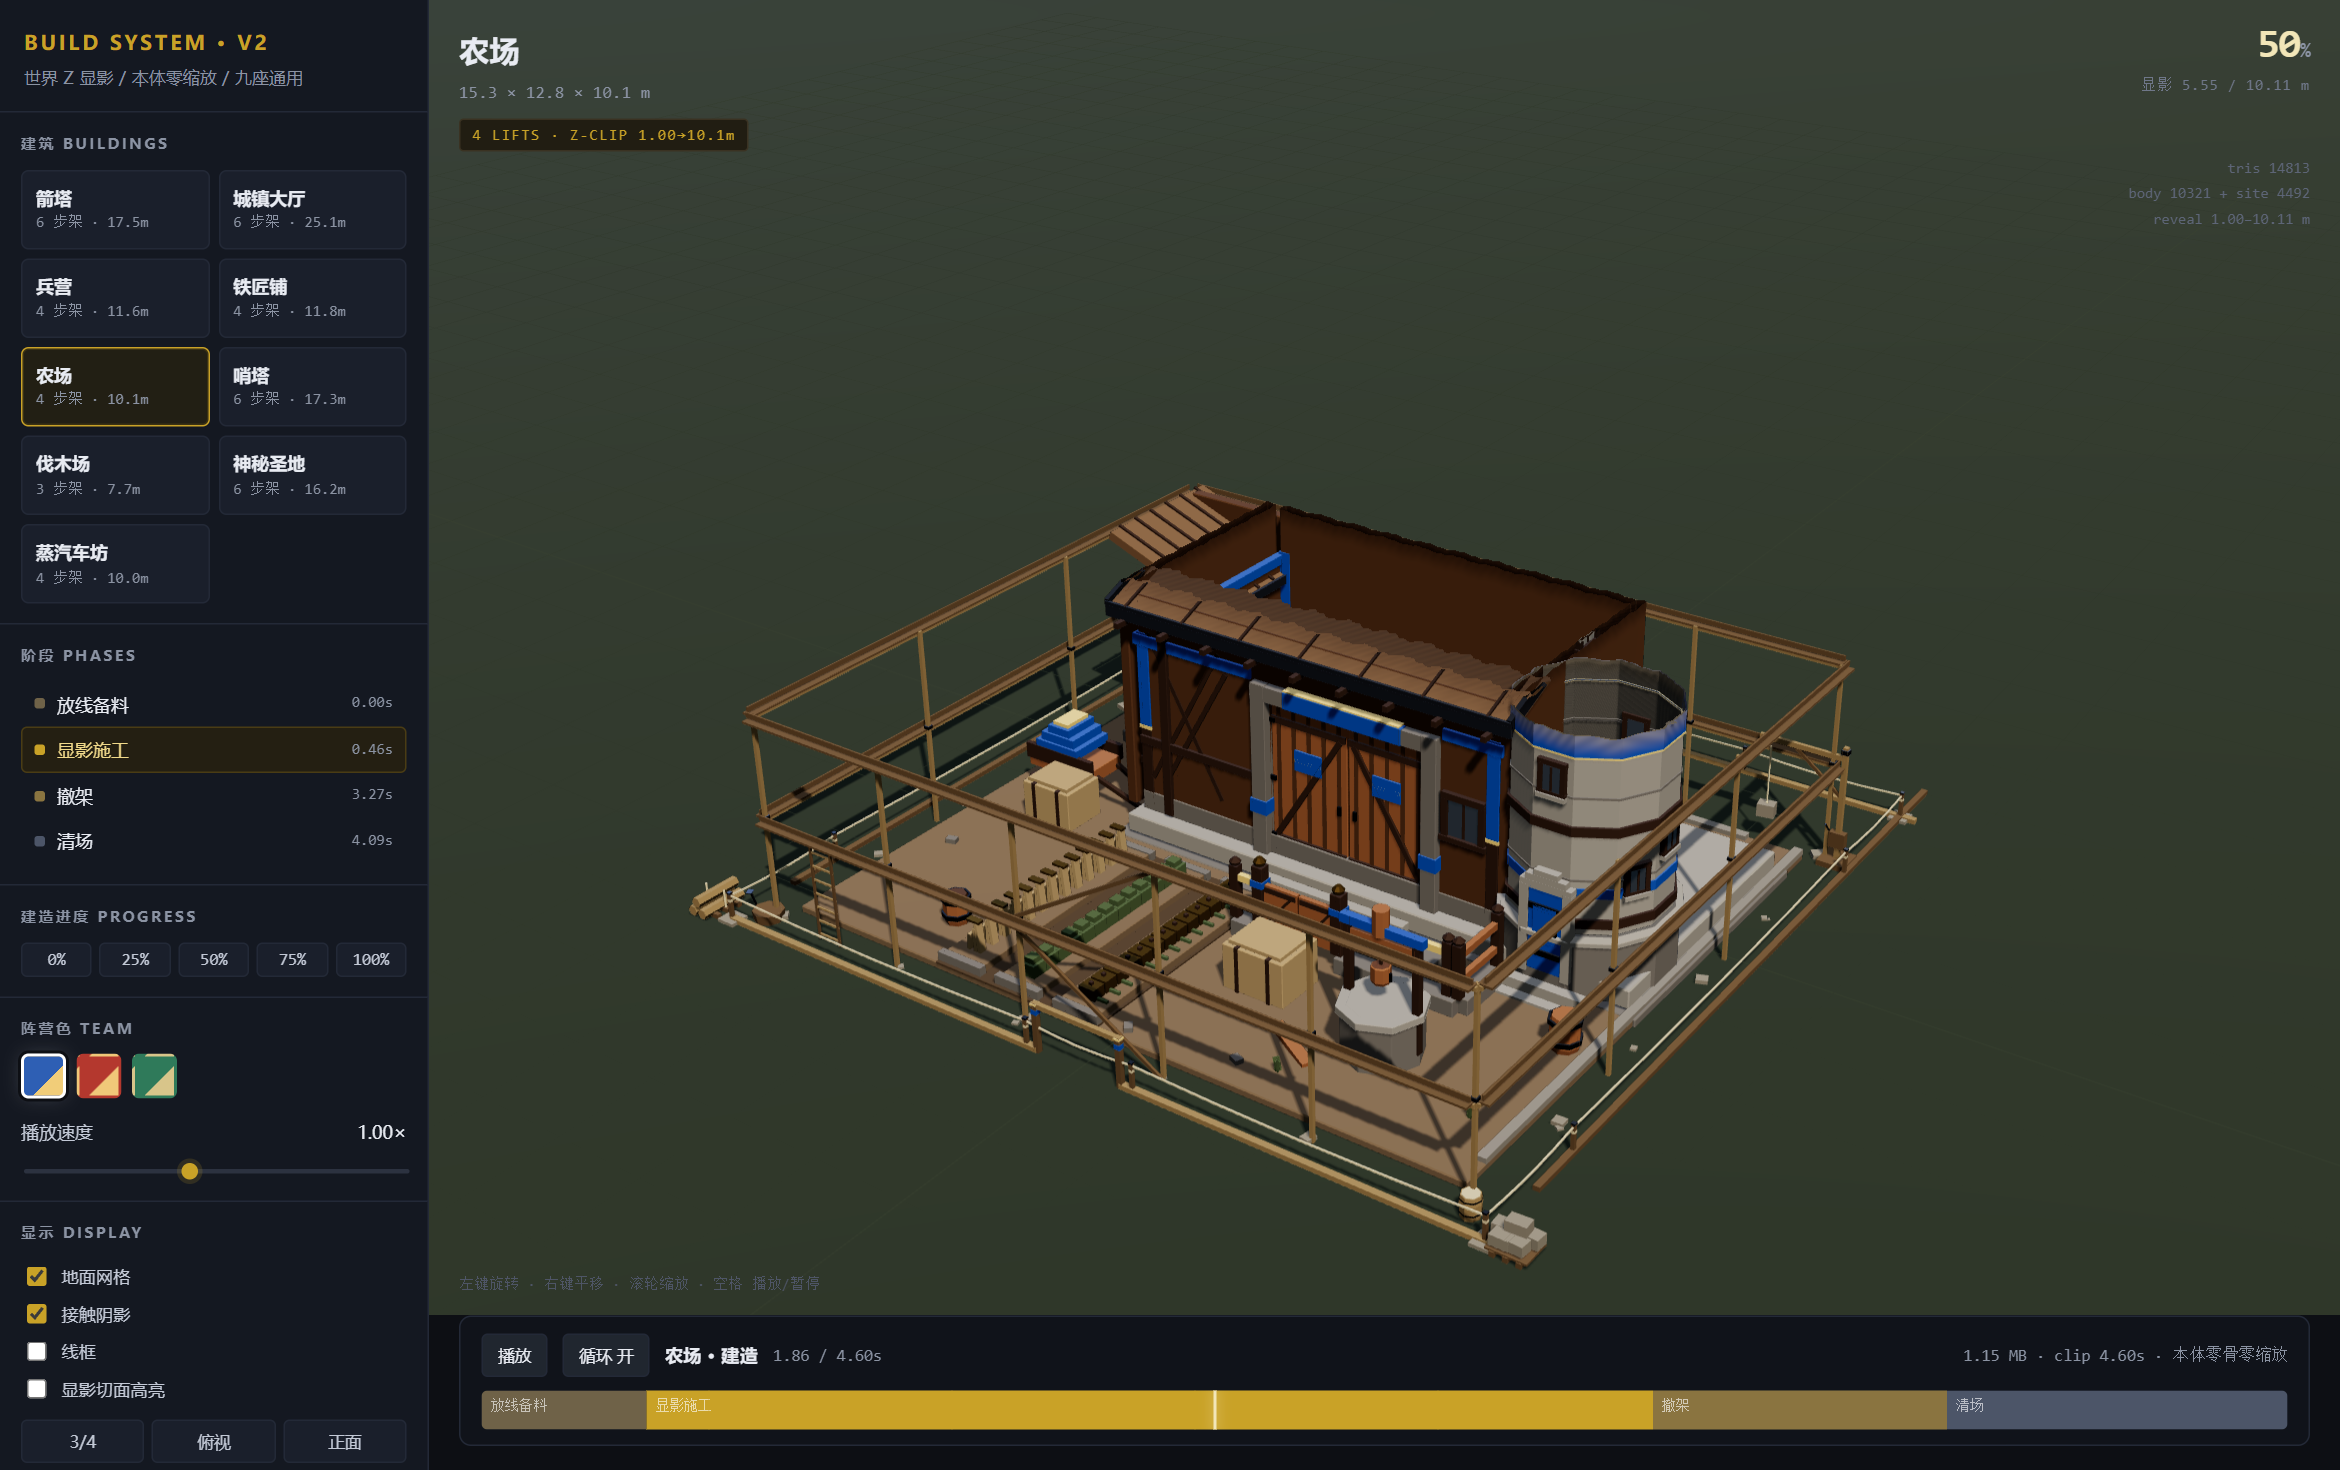 BUILD SYSTEM • V2
世界 Z 显影 / 本体零缩放 / 九座通用
建筑 BUILDINGS
箭塔
6 步架 · 17.5m
城镇大厅
6 步架 · 25.1m
兵营
4 步架 · 11.6m
铁匠铺
4 步架 · 11.8m
农场
4 步架 · 10.1m
哨塔
6 步架 · 17.3m
伐木场
3 步架 · 7.7m
神秘圣地
6 步架 · 16.2m
蒸汽车坊
4 步架 · 10.0m
阶段 PHASES
放线备料 0.00s
显影施工 0.46s
撤架 3.27s
清场 4.09s
建造进度 PROGRESS
0% 25% 50% 75% 100%
阵营色 TEAM
播放速度 1.00×
显示 DISPLAY
地面网格
接触阴影
线框
显影切面高亮
3/4 俯视 正面
农场
15.3 × 12.8 × 10.1 m
4 LIFTS · Z-CLIP 1.00→10.1m
50%
显影 5.55 / 10.11 m
tris 14813
body 10321 + site 4492
reveal 1.00–10.11 m
左键旋转 · 右键平移 · 滚轮缩放 · 空格 播放/暂停
播放 循环 开 农场 • 建造 1.86 / 4.60s
1.15 MB · clip 4.60s · 本体零骨零缩放
放线备料 显影施工 撤架 清场